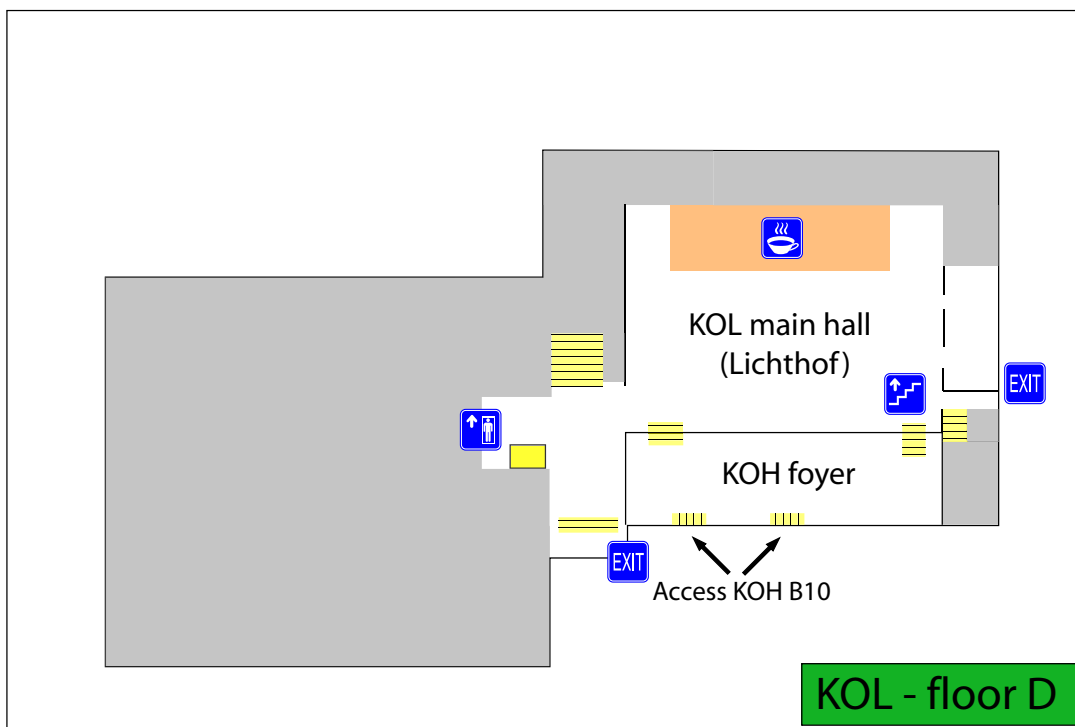 KOL main hall
(Lichthof)
EXIT
KOH foyer
EXIT
Access KOH B10
KOL - floor D